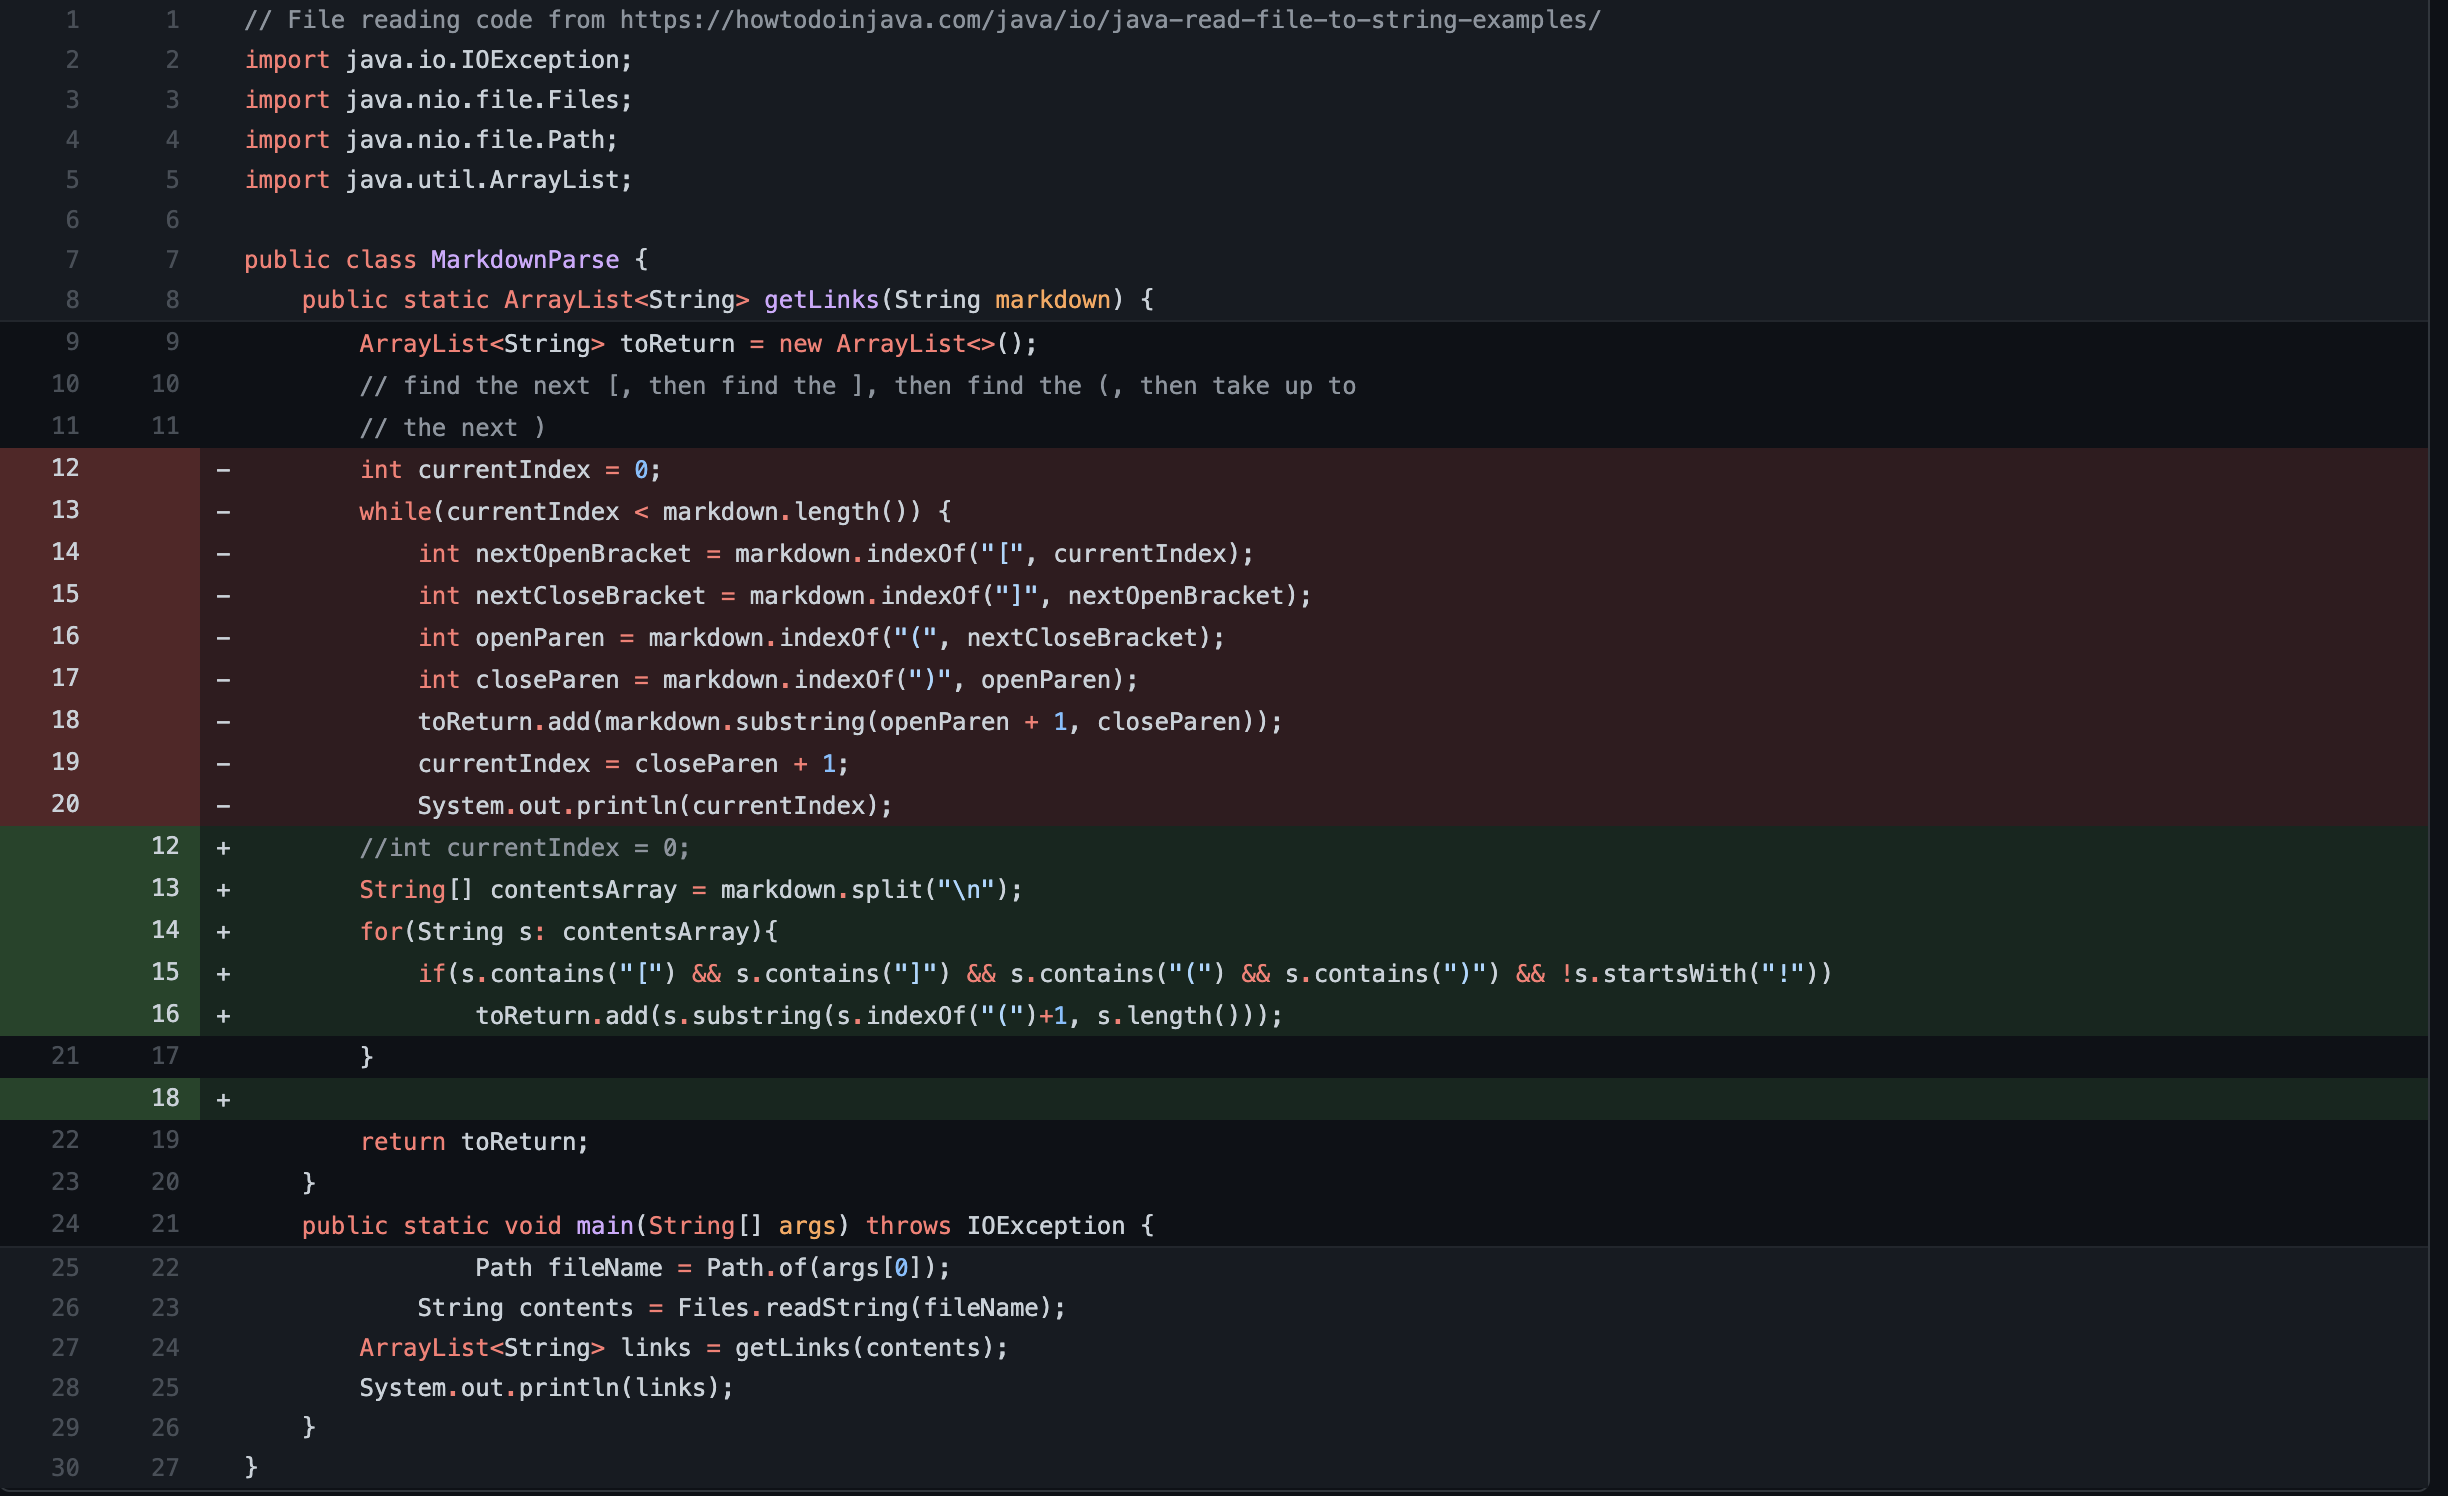 1 1 // File reading code from https://howtodoinjava.com/java/io/java-read-file-to-string-examples/
2 2 import java.io.IOException;
3 3 import java.nio.file.Files;
4 4 import java.nio.file.Path;
5 5 import java.util.ArrayList;
6 6
7 7 public class MarkdownParse {
8 8     public static ArrayList<String> getLinks(String markdown) {
9 9         ArrayList<String> toReturn = new ArrayList<>();
10 10         // find the next [, then find the ], then find the (, then take up to
11 11         // the next )
12 -         int currentIndex = 0;
13 -         while(currentIndex < markdown.length()) {
14 -             int nextOpenBracket = markdown.indexOf("[", currentIndex);
15 -             int nextCloseBracket = markdown.indexOf("]", nextOpenBracket);
16 -             int openParen = markdown.indexOf("(", nextCloseBracket);
17 -             int closeParen = markdown.indexOf(")", openParen);
18 -             toReturn.add(markdown.substring(openParen + 1, closeParen));
19 -             currentIndex = closeParen + 1;
20 -             System.out.println(currentIndex);
12 +         //int currentIndex = 0;
13 +         String[] contentsArray = markdown.split("\n");
14 +         for(String s: contentsArray){
15 +             if(s.contains("[") && s.contains("]") && s.contains("(") && s.contains(")") && !s.startsWith("!"))
16 +                 toReturn.add(s.substring(s.indexOf("(")+1, s.length()));
21 17         }
18 +
22 19         return toReturn;
23 20     }
24 21     public static void main(String[] args) throws IOException {
25 22                 Path fileName = Path.of(args[0]);
26 23             String contents = Files.readString(fileName);
27 24         ArrayList<String> links = getLinks(contents);
28 25         System.out.println(links);
29 26     }
30 27 }